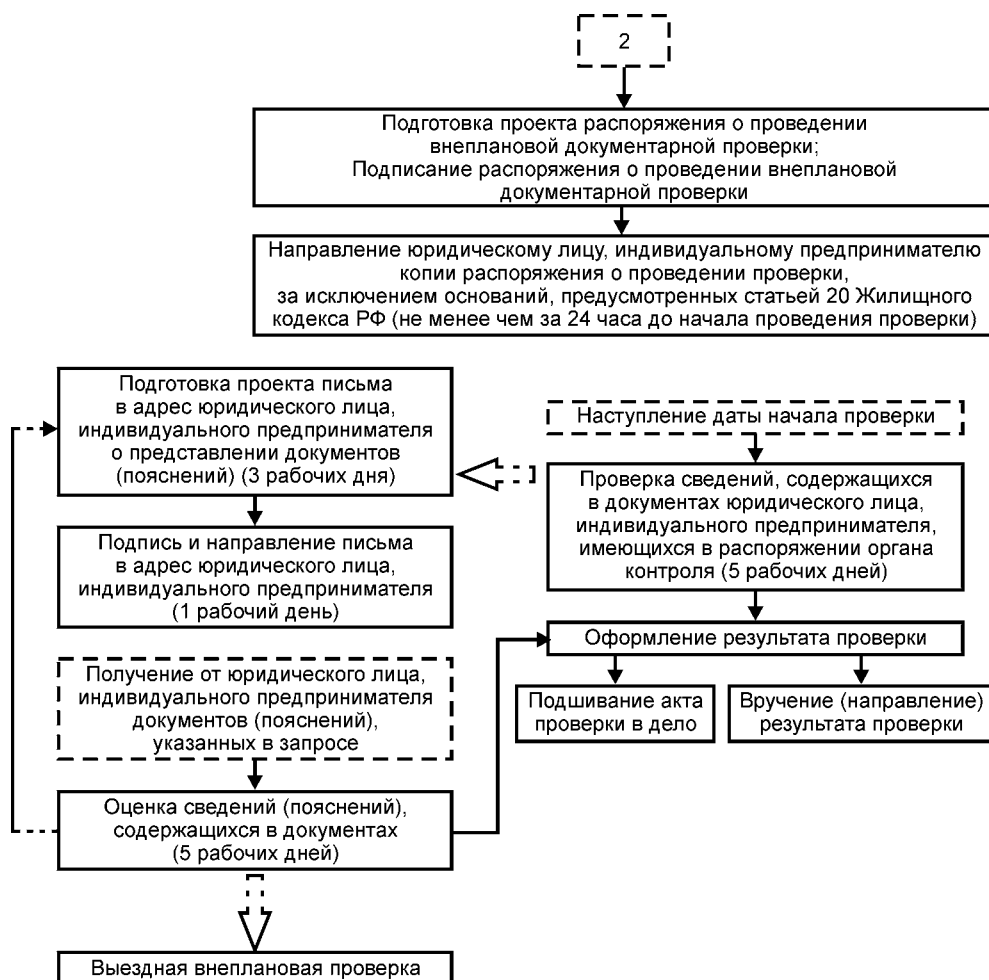 2
Подготовка проекта распоряжения о проведении
внеплановой документарной проверки;
Подписание распоряжения о проведении внеплановой
документарной проверки
Направление юридическому лицу, индивидуальному предпринимателю
копии распоряжения о проведении проверки,
за исключением оснований, предусмотренных статьей 20 Жилищного
кодекса РФ (не менее чем за 24 часа до начала проведения проверки)
Подготовка проекта письма
в адрес юридического лица,
индивидуального предпринимателя
о представлении документов
(пояснений) (3 рабочих дня)
Подпись и направление письма
в адрес юридического лица,
индивидуального предпринимателя
(1 рабочий день)
Получение от юридического лица,
индивидуального предпринимателя
документов (пояснений),
указанных в запросе
Оценка сведений (пояснений),
содержащихся в документах
(5 рабочих дней)
Выездная внеплановая проверка
Наступление даты начала проверки
Проверка сведений, содержащихся
в документах юридического лица,
индивидуального предпринимателя,
имеющихся в распоряжении органа
контроля (5 рабочих дней)
Оформление результата проверки
Подшивание акта
проверки в дело
Вручение (направление)
результата проверки